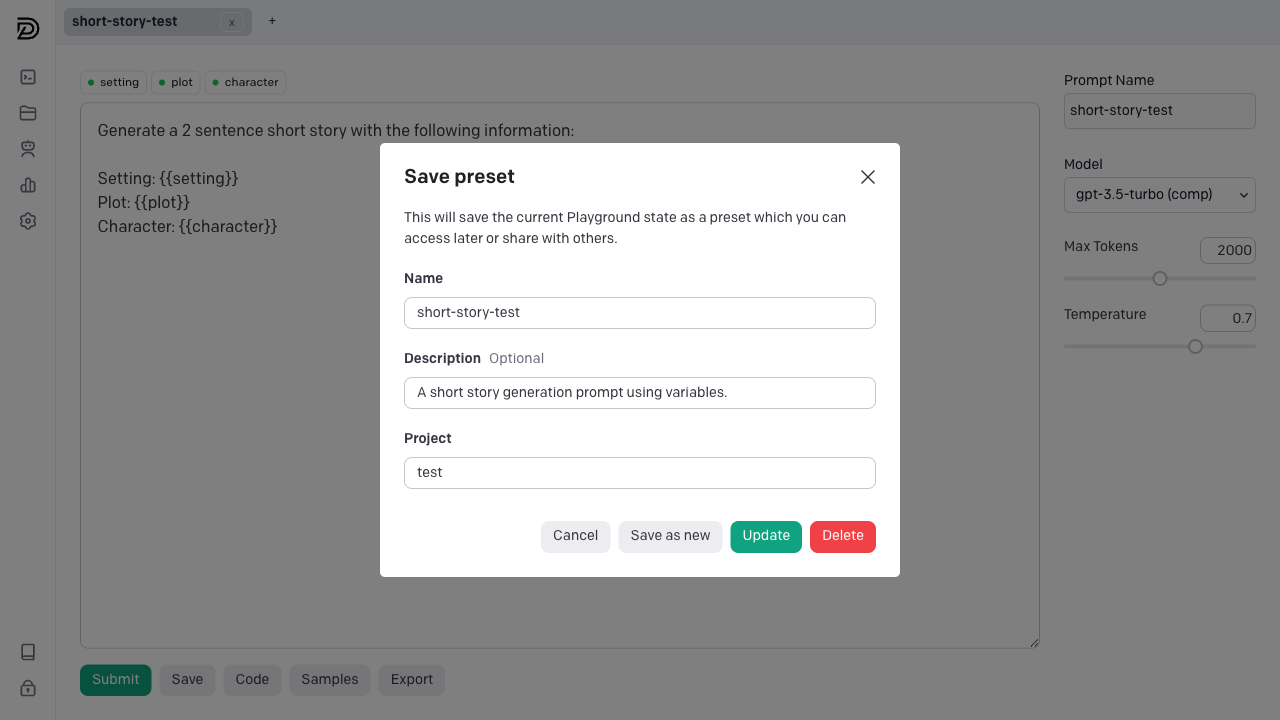 short-story-test
x
+
setting
plot
character
Generate a 2 sentence short story with the following information:
Setting: {{setting}}
Plot: {{plot}}
Character: {{character}}
Prompt Name
short-story-test
Model
gpt-3.5-turbo (comp)
Max Tokens
2000
Temperature
0.7
Save preset
This will save the current Playground state as a preset which you can
access later or share with others.
Name
short-story-test
Description Optional
A short story generation prompt using variables.
Project
test
Cancel
Save as new
Update
Delete
Submit
Save
Code
Samples
Export